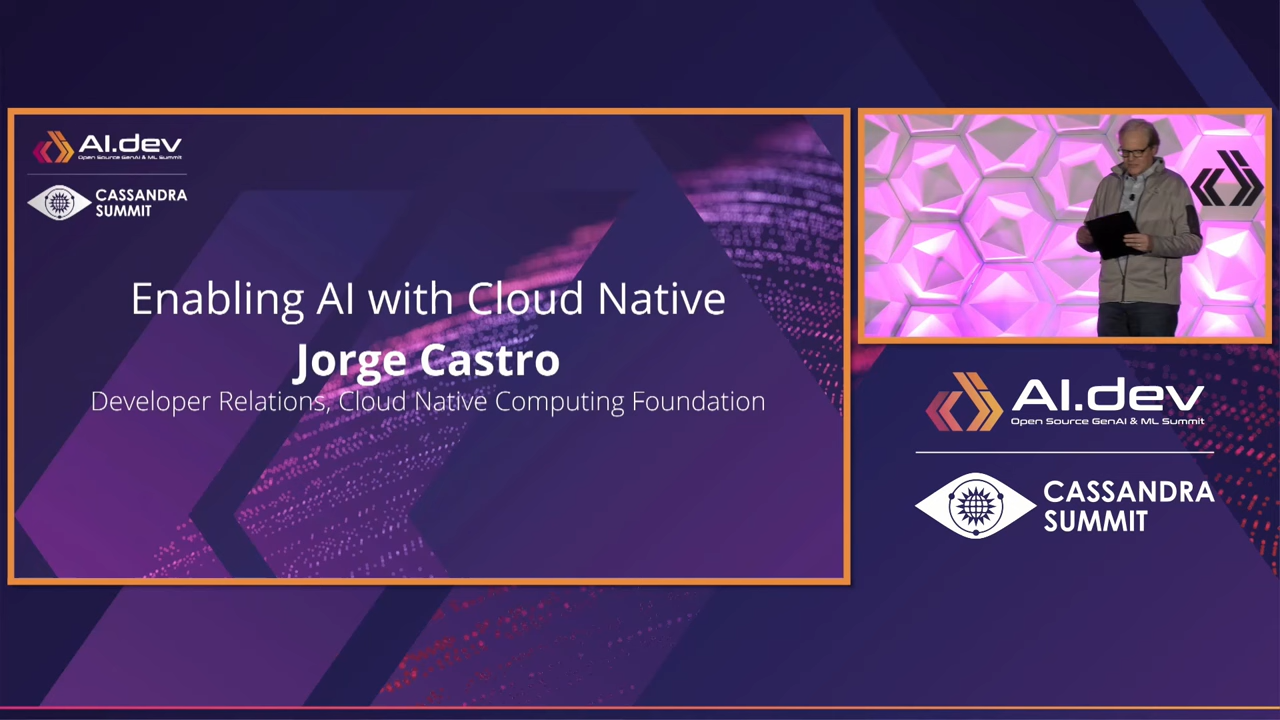 AI.dev
Open Source GenAI & ML Summit
CASSANDRA
SUMMIT
Enabling AI with Cloud Native
Jorge Castro
Developer Relations, Cloud Native Computing Foundation
AI.dev
Open Source GenAI & ML Summit
CASSANDRA
SUMMIT